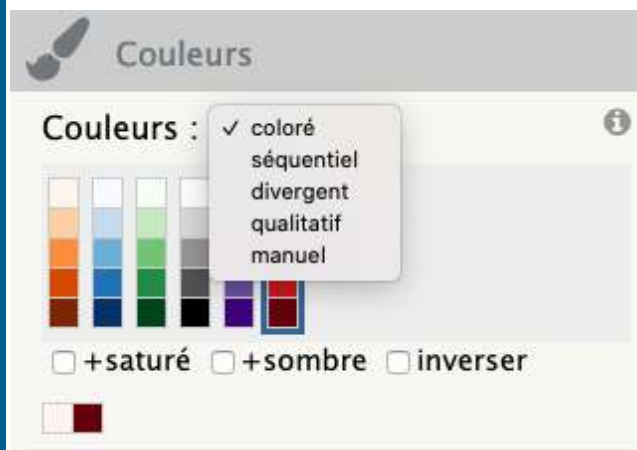 Couleurs
Couleurs : ✓ coloré
séquentiel
divergent
qualitatif
manuel
+saturé +sombre inverser